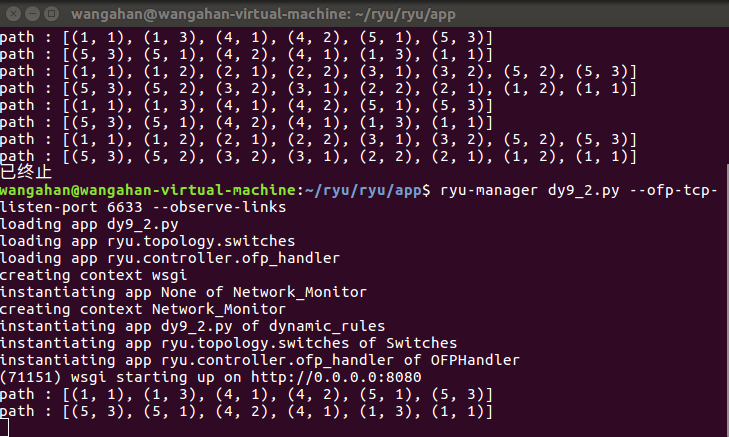 wangahan@wangahan-virtual-machine: ~/ryu/ryu/app
path : [(1, 1), (1, 3), (4, 1), (4, 2), (5, 1), (5, 3)]
path : [(5, 3), (5, 1), (4, 2), (4, 1), (1, 3), (1, 1)]
path : [(1, 1), (1, 2), (2, 1), (2, 2), (3, 1), (3, 2), (5, 2), (5, 3)]
path : [(5, 3), (5, 2), (3, 2), (3, 1), (2, 2), (2, 1), (1, 2), (1, 1)]
path : [(1, 1), (1, 3), (4, 1), (4, 2), (5, 1), (5, 3)]
path : [(5, 3), (5, 1), (4, 2), (4, 1), (1, 3), (1, 1)]
path : [(1, 1), (1, 2), (2, 1), (2, 2), (3, 1), (3, 2), (5, 2), (5, 3)]
path : [(5, 3), (5, 2), (3, 2), (3, 1), (2, 2), (2, 1), (1, 2), (1, 1)]
已终止
wangahan@wangahan-virtual-machine:~/ryu/ryu/app$ ryu-manager dy9_2.py --ofp-tcp-
listen-port 6633 --observe-links
loading app dy9_2.py
loading app ryu.topology.switches
loading app ryu.controller.ofp_handler
creating context wsgi
instantiating app None of Network_Monitor
creating context Network_Monitor
instantiating app dy9_2.py of dynamic_rules
instantiating app ryu.topology.switches of Switches
instantiating app ryu.controller.ofp_handler of OFPHandler
(71151) wsgi starting up on http://0.0.0.0:8080
path : [(1, 1), (1, 3), (4, 1), (4, 2), (5, 1), (5, 3)]
path : [(5, 3), (5, 1), (4, 2), (4, 1), (1, 3), (1, 1)]